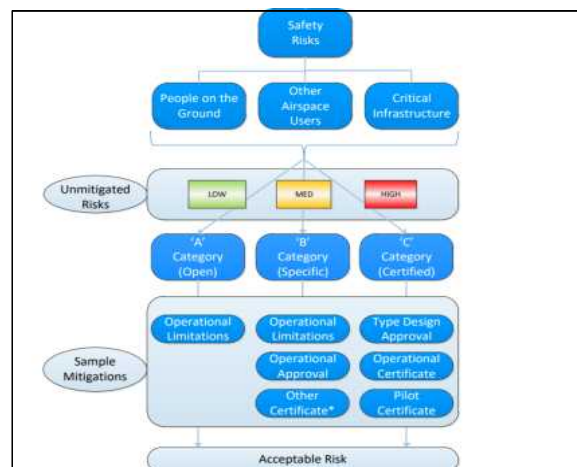 Safety
Risks
People on the
Ground
Other
Airspace
Users
Critical
Infrastructure
Unmitigated
Risks
LOW
MED
HIGH
'A'
Category
(Open)
'B'
Category
(Specific)
'C'
Category
(Certified)
Sample
Mitigations
Operational
Limitations
Operational
Limitations
Type Design
Approval
Operational
Approval
Operational
Certificate
Other
Certificate*
Pilot
Certificate
Acceptable Risk